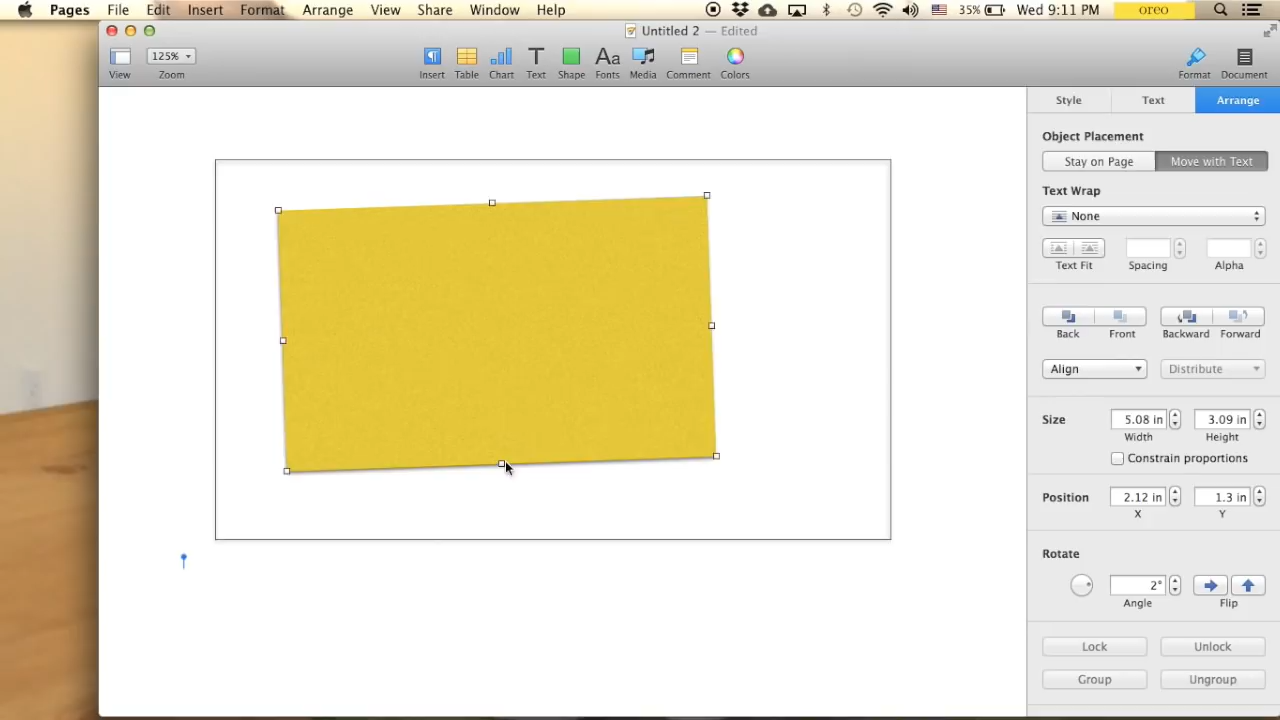 Pages File Edit Insert Format Arrange View Share Window Help 35% Wed 9:11 PM oreo
Untitled 2 — Edited
125%
View Zoom Insert Table Chart Text Shape Fonts Media Comment Colors Format Document
Style Text Arrange
Object Placement
Stay on Page Move with Text
Text Wrap
None
Text Fit Spacing Alpha
Back Front Backward Forward
Align Distribute
Size 5.08 in 3.09 in
Width Height
Constrain proportions
Position 2.12 in 1.3 in
X Y
Rotate
2°
Angle Flip
Lock Unlock
Group Ungroup